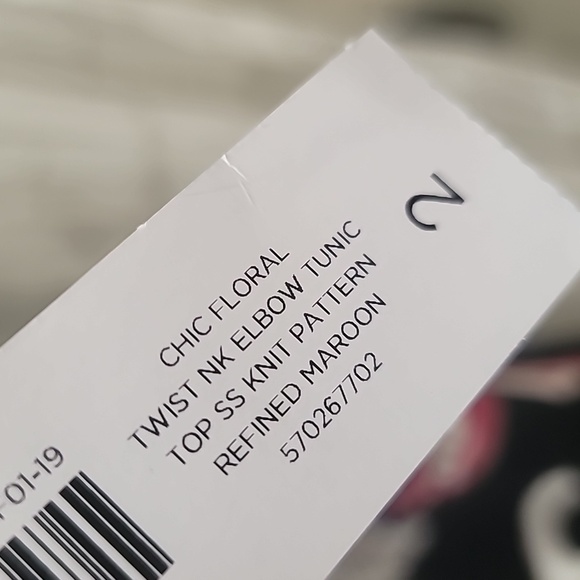 2
CHIC FLORAL
TWIST NK ELBOW TUNIC
TOP SS KNIT PATTERN
REFINED MAROON
570267702
-01-19